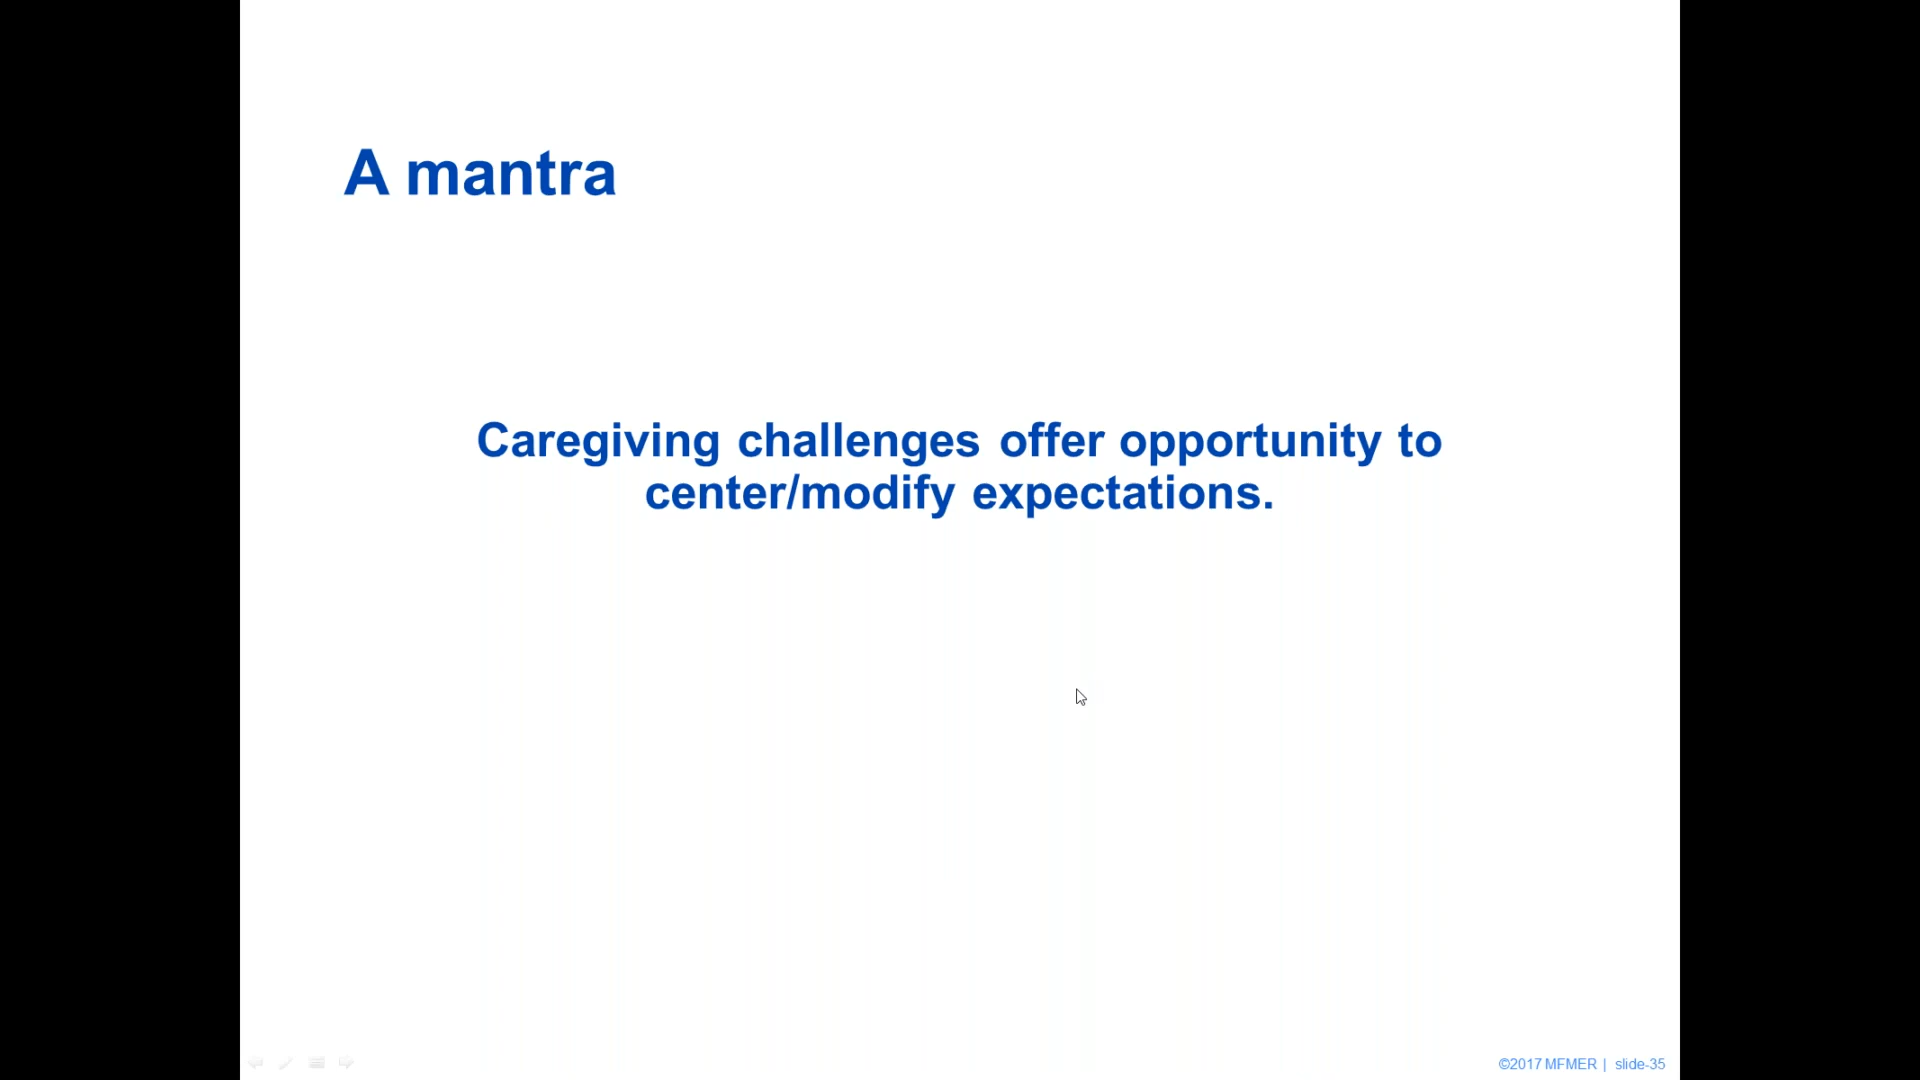 A mantra
Caregiving challenges offer opportunity to
center/modify expectations.
©2017 MFMER | slide-35